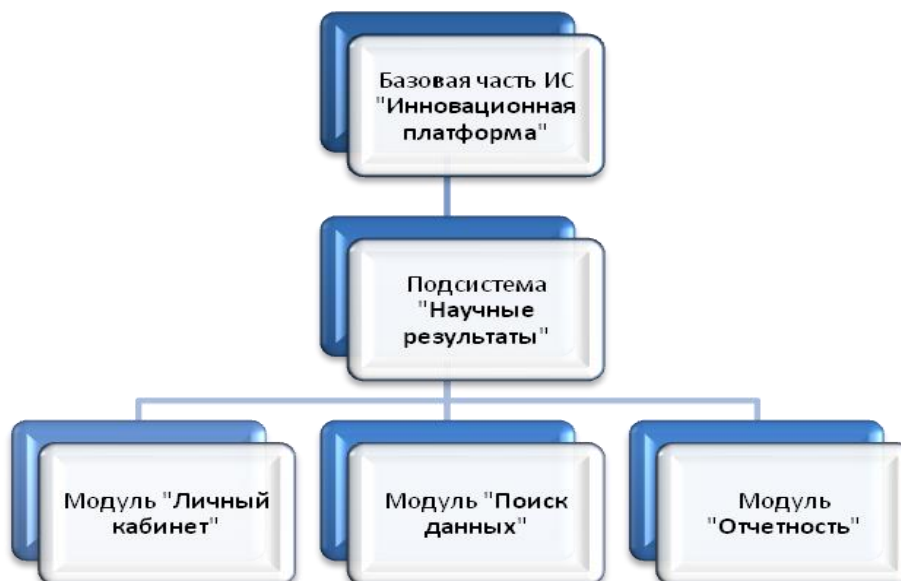 Базовая часть ИС
"Инновационная
платформа"
Подсистема
"Научные
результаты"
Модуль "Личный
кабинет"
Модуль "Поиск
данных"
Модуль
"Отчетность"